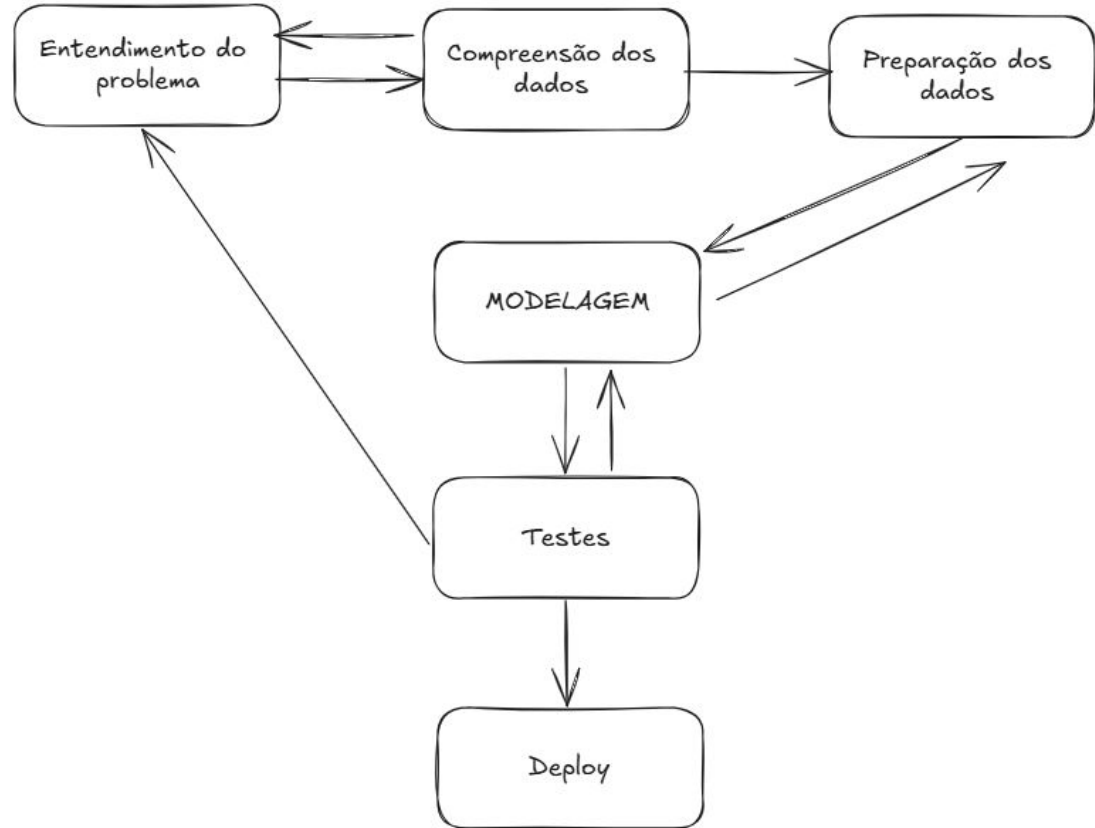 Entendimento do
problema
Compreensão dos
dados
Preparação dos
dados
MODELAGEM
Testes
Deploy